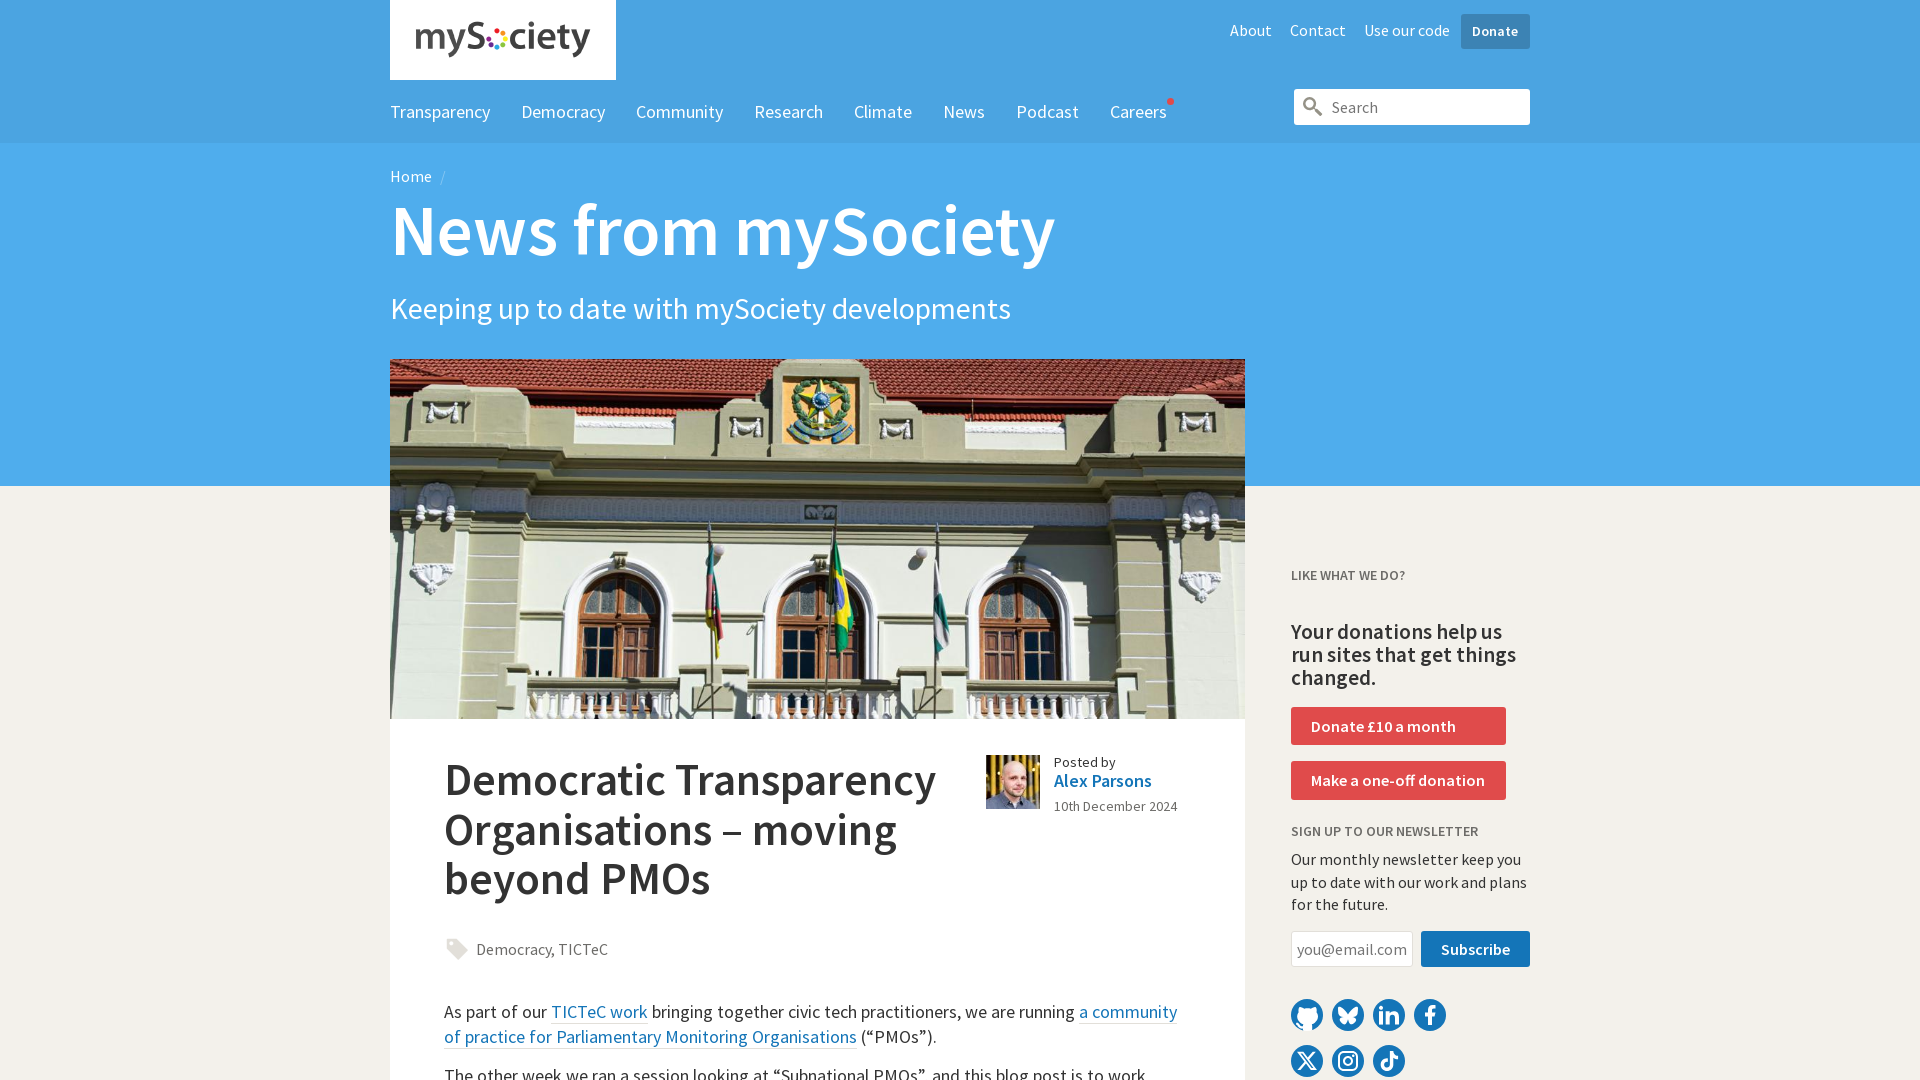 mySociety
About
Contact
Use our code
Donate
Transparency
Democracy
Community
Research
Climate
News
Podcast
Careers
Search
Home /
News from mySociety
Keeping up to date with mySociety developments
Democratic Transparency
Organisations – moving
beyond PMOs
Posted by
Alex Parsons
10th December 2024
Democracy, TICTeC
As part of our TICTeC work bringing together civic tech practitioners, we are running a community
of practice for Parliamentary Monitoring Organisations (“PMOs”).
The other week we ran a session looking at “Subnational PMOs”, and this blog post is to work
LIKE WHAT WE DO?
Your donations help us
run sites that get things
changed.
Donate £10 a month
Make a one-off donation
SIGN UP TO OUR NEWSLETTER
Our monthly newsletter keep you
up to date with our work and plans
for the future.
you@email.com
Subscribe